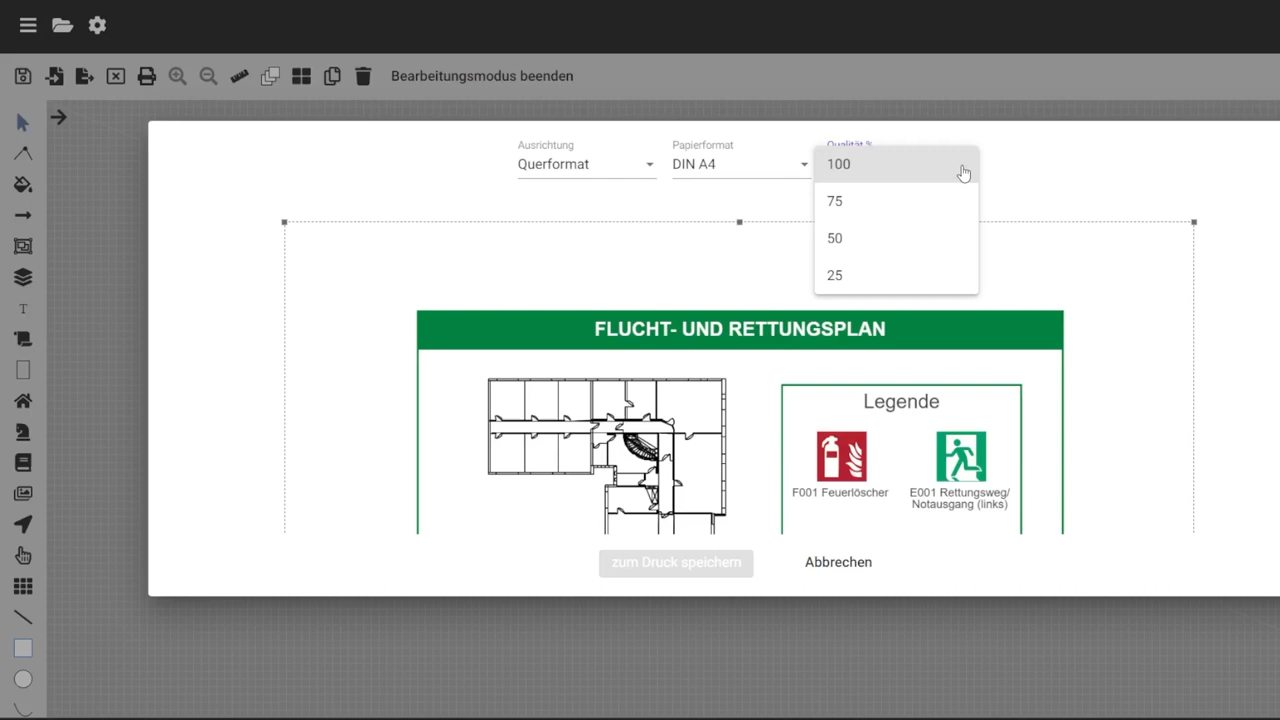 Bearbeitungsmodus beenden
Ausrichtung
Papierformat
Qualität %
Querformat
DIN A4
100
75
50
25
FLUCHT- UND RETTUNGSPLAN
Legende
F001 Feuerlöscher
E001 Rettungsweg/
Notausgang (links)
zum Druck speichern
Abbrechen